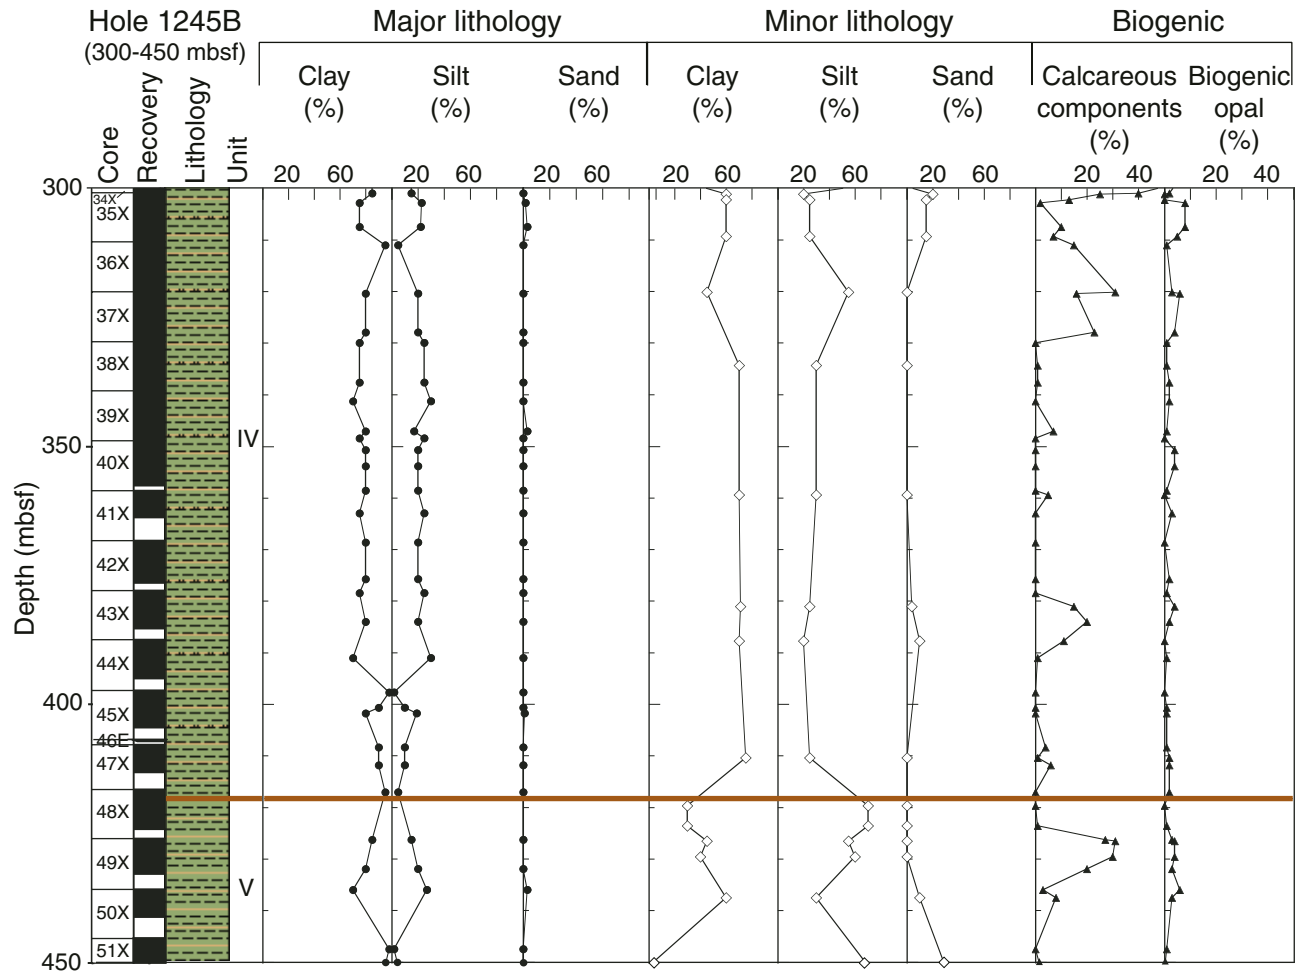 Hole 1245B
(300-450 mbsf)
Major lithology
Minor lithology
Biogenic
Core
Recovery
Lithology
Unit
Clay
(%)
Silt
(%)
Sand
(%)
Clay
(%)
Silt
(%)
Sand
(%)
Calcareous
components
(%)
Biogenic
opal
(%)
20 60 20 60 20 60 20 60 20 60 20 60 20 40 20 40
Depth (mbsf)
300
350
400
450
34X
35X
36X
37X
38X
39X
40X
41X
42X
43X
44X
45X
46E
47X
48X
49X
50X
51X
IV
V